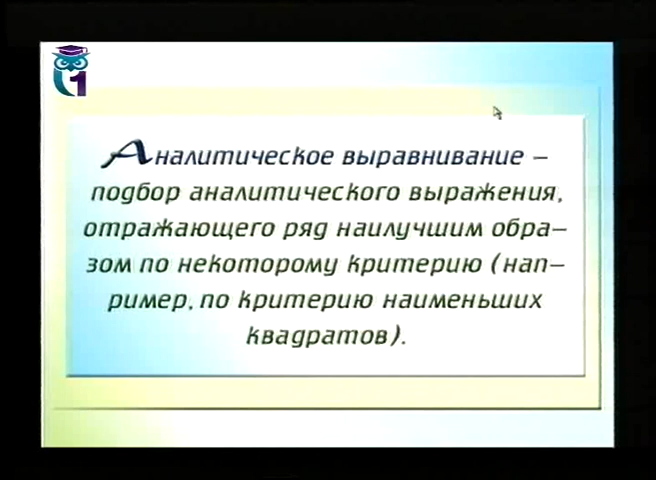 1
Аналитическое выравнивание –
подбор аналитического выражения,
отражающего ряд наилучшим обра–
зом по некоторому критерию (нап–
ример, по критерию наименьших
квадратов).